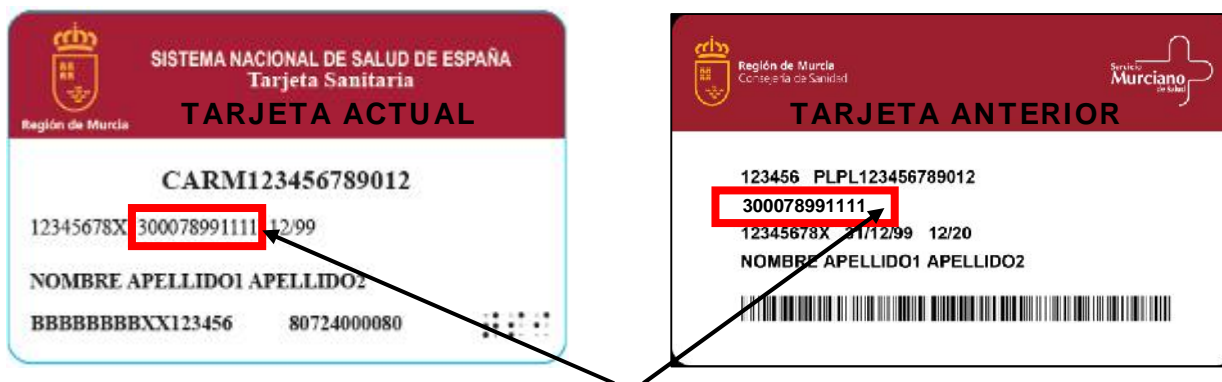 SISTEMA NACIONAL DE SALUD DE ESPAÑA
Tarjeta Sanitaria
TARJETA ACTUAL
Región de Murcia
CARM123456789012
12345678X 300078991111 12/99
NOMBRE APELLIDO1 APELLIDO2
BBBBBBBBXX123456 80724000080
Región de Murcia
Consejería de Sanidad
Servicio
Murciano
de Salud
TARJETA ANTERIOR
123456 PLPL123456789012
300078991111
12345678X 31/12/99 12/20
NOMBRE APELLIDO1 APELLIDO2